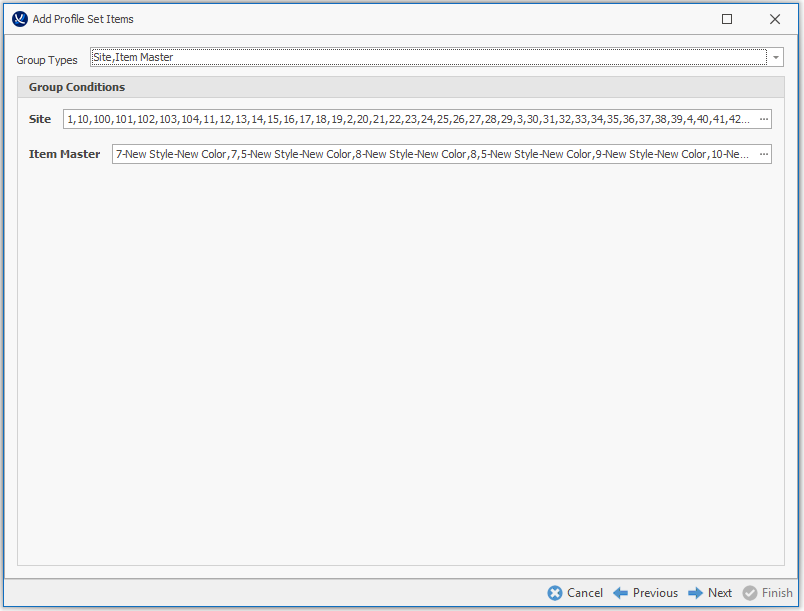 Add Profile Set Items
Group Types Site,Item Master
Group Conditions
Site 1,10,100,101,102,103,104,11,12,13,14,15,16,17,18,19,2,20,21,22,23,24,25,26,27,28,29,3,30,31,32,33,34,35,36,37,38,39,4,40,41,42... ...
Item Master 7-New Style-New Color,7,5-New Style-New Color,8-New Style-New Color,8,5-New Style-New Color,9-New Style-New Color,10-Ne... ...
Cancel Previous Next Finish